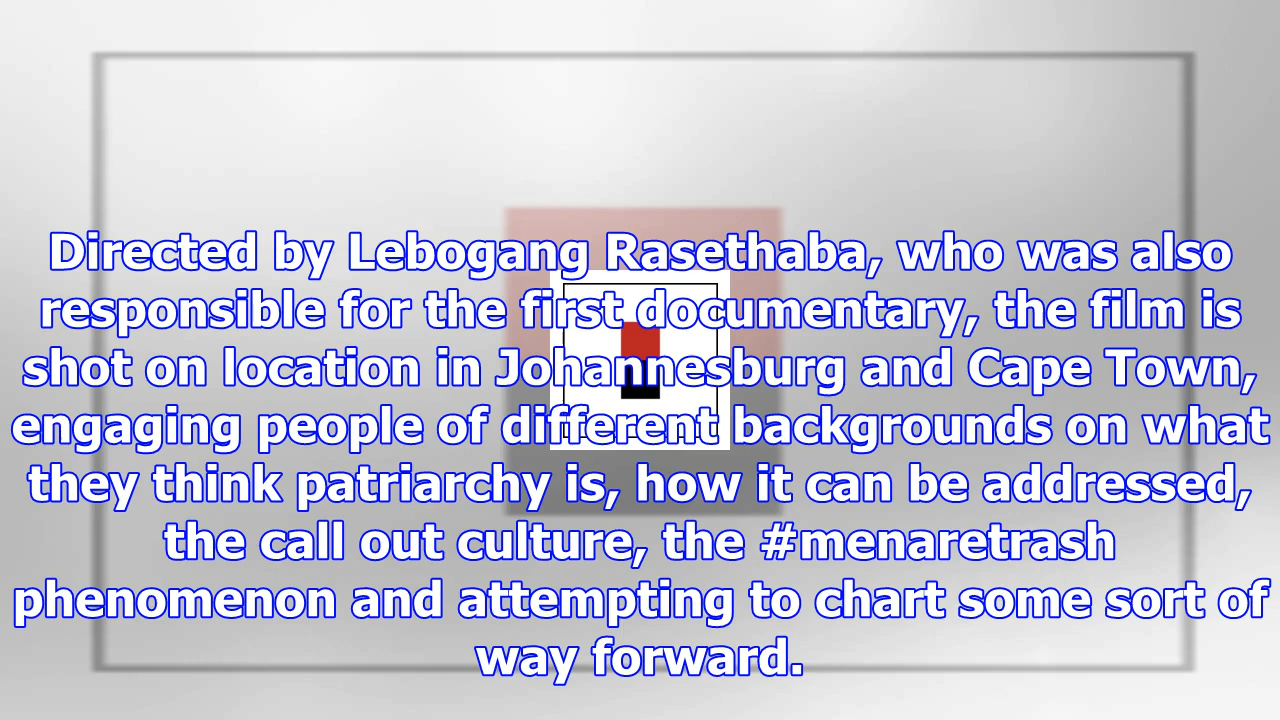 Directed by Lebogang Rasethaba, who was also
responsible for the first documentary, the film is
shot on location in Johannesburg and Cape Town,
engaging people of different backgrounds on what
they think patriarchy is, how it can be addressed,
the call out culture, the #menaretrash
phenomenon and attempting to chart some sort of
way forward.